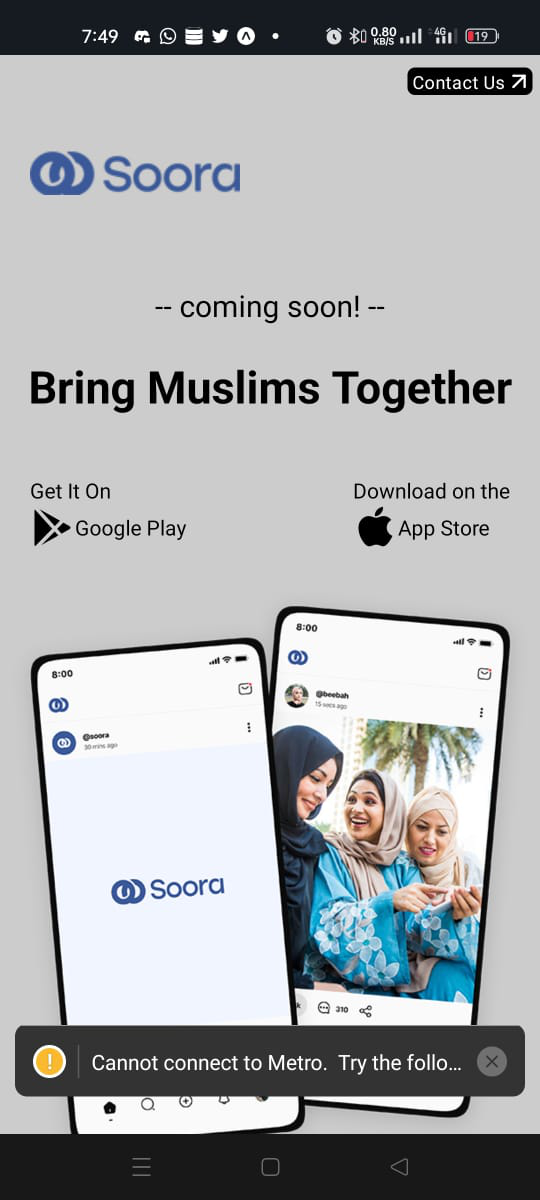 7:49
0.80
KB/S
4G
19
Contact Us
Soora
-- coming soon! --
Bring Muslims Together
Get It On
Google Play
Download on the
App Store
8:00
@soora
30 mins ago
Soora
8:00
@beebah
15 secs ago
k
310
Cannot connect to Metro. Try the follo...